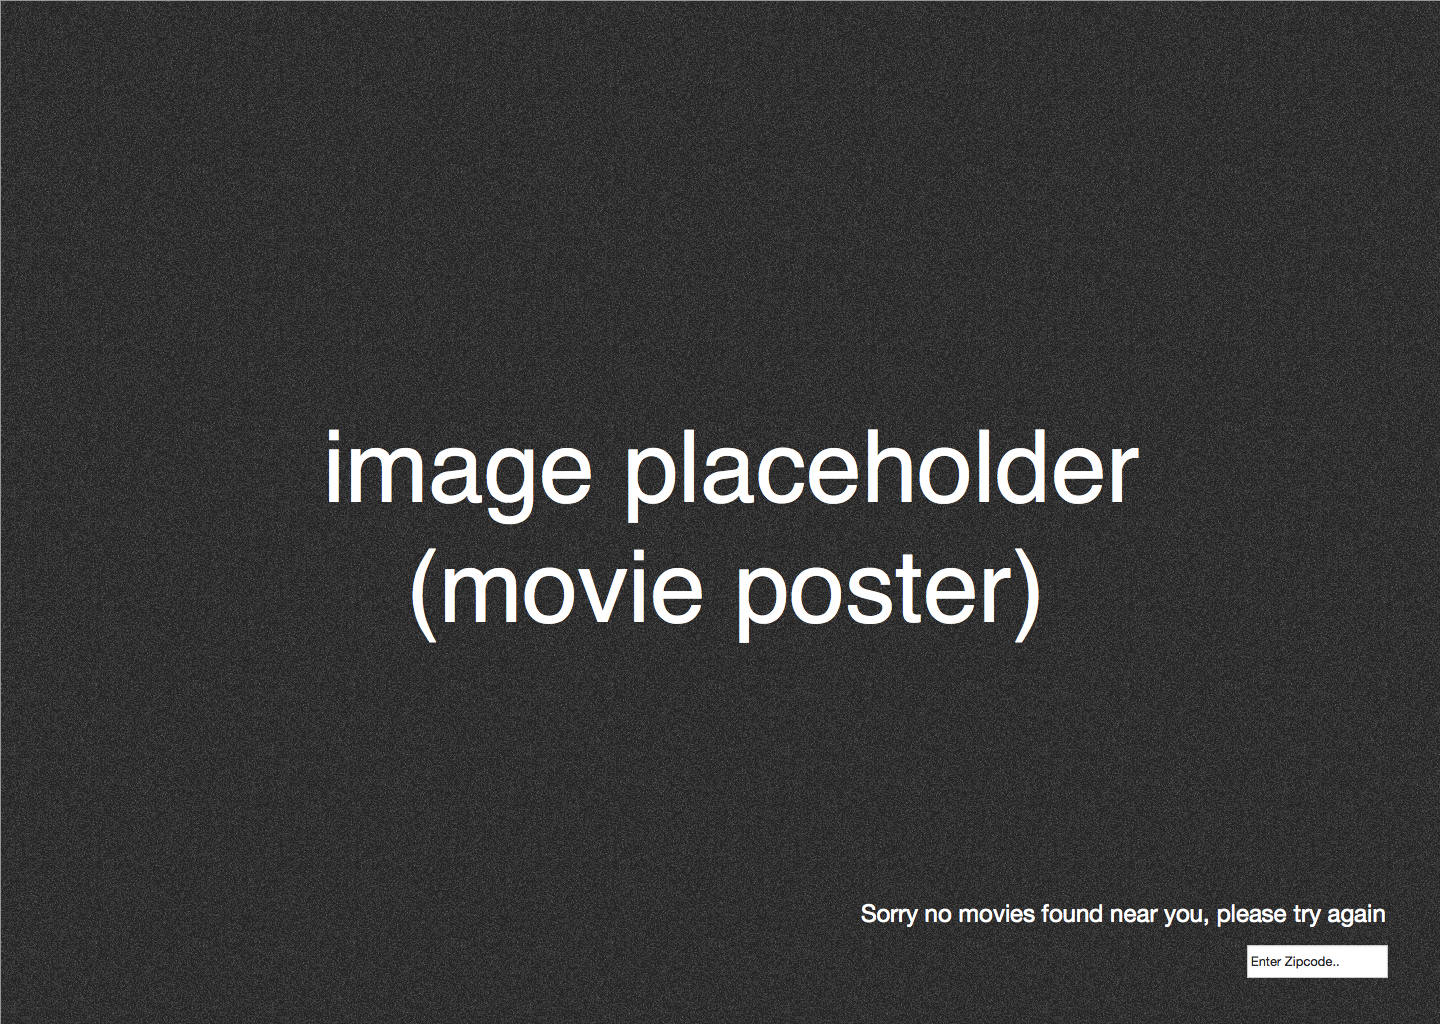 image placeholder
(movie poster)
Sorry no movies found near you, please try again
Enter Zipcode..